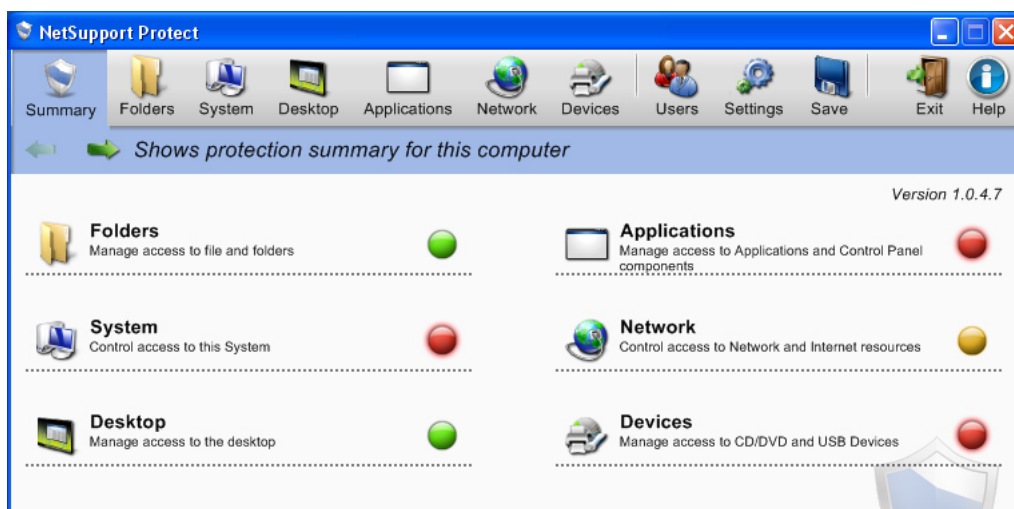 NetSupport Protect
Summary Folders System Desktop Applications Network Devices Users Settings Save Exit Help
Shows protection summary for this computer
Version 1.0.4.7
Folders
Manage access to file and folders
Applications
Manage access to Applications and Control Panel
components
System
Control access to this System
Network
Control access to Network and Internet resources
Desktop
Manage access to the desktop
Devices
Manage access to CD/DVD and USB Devices